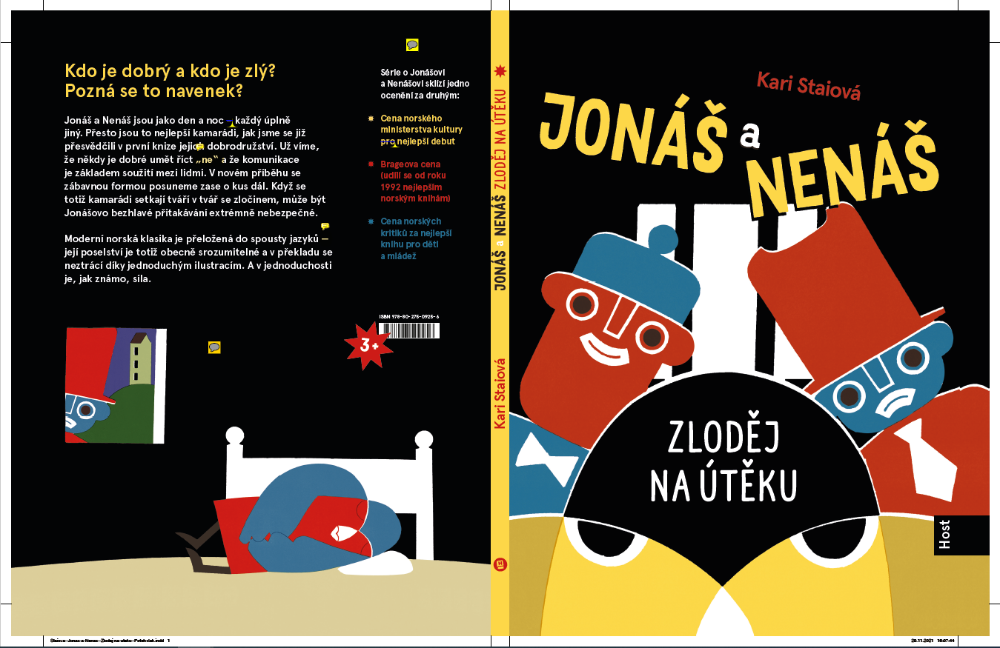 Kdo je dobrý a kdo je zlý?
Pozná se to navenek?
Jonáš a Nenáš jsou jako den a noc – každý úplně
jiný. Přesto jsou to nejlepší kamarádi, jak jsme se již
přesvědčili v první knize jejich dobrodružství. Už víme,
že někdy je dobré umět říct „ne“ a že komunikace
je základem soužití mezi lidmi. V novém příběhu se
zábavnou formou posuneme zase o kus dál. Když se
totiž kamarádi setkají tváří v tvář se zločinem, může být
Jonášovo bezhlavé přitakávání extrémně nebezpečné.
Moderní norská klasika je přeložená do spousty jazyků –
její poselství je totiž obecně srozumitelné a v překladu se
neztrácí díky jednoduchým ilustracím. A v jednoduchosti
je, jak známo, síla.
Série o Jonášovi
a Nenášovi sklízí jedno
ocenění za druhým:
Cena norského
ministerstva kultury
pro nejlepší debut
Brageova cena
(udílí se od roku
1992 nejlepším
norským knihám)
Cena norských
kritiků za nejlepší
knihu pro děti
a mládež
ISBN 978-80-275-0925-6
3+
Kari Staiová JONÁŠ a NENÁŠ ZLODĚJ NA ÚTĚKU
Kari Staiová
JONÁŠ
a
NENÁŠ
ZLODĚJ
NA ÚTĚKU
Host
29.11.2021 16:07:44